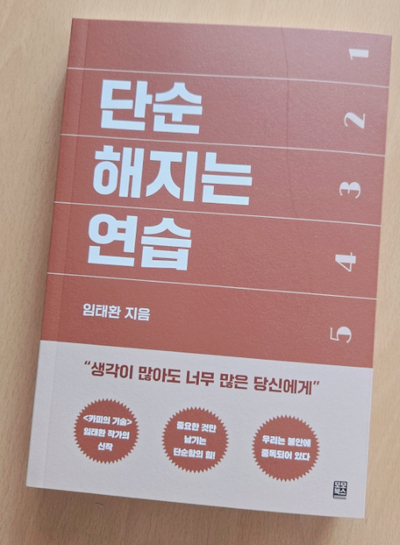 1
2
3
4
5
단순
해지는
연습
임태환 지음
“생각이 많아도 너무 많은 당신에게”
<카피의 기술>
임태환 작가의
신작
중요한 것만
남기는
단순함의 힘!
우리는 불안에
중독되어 있다